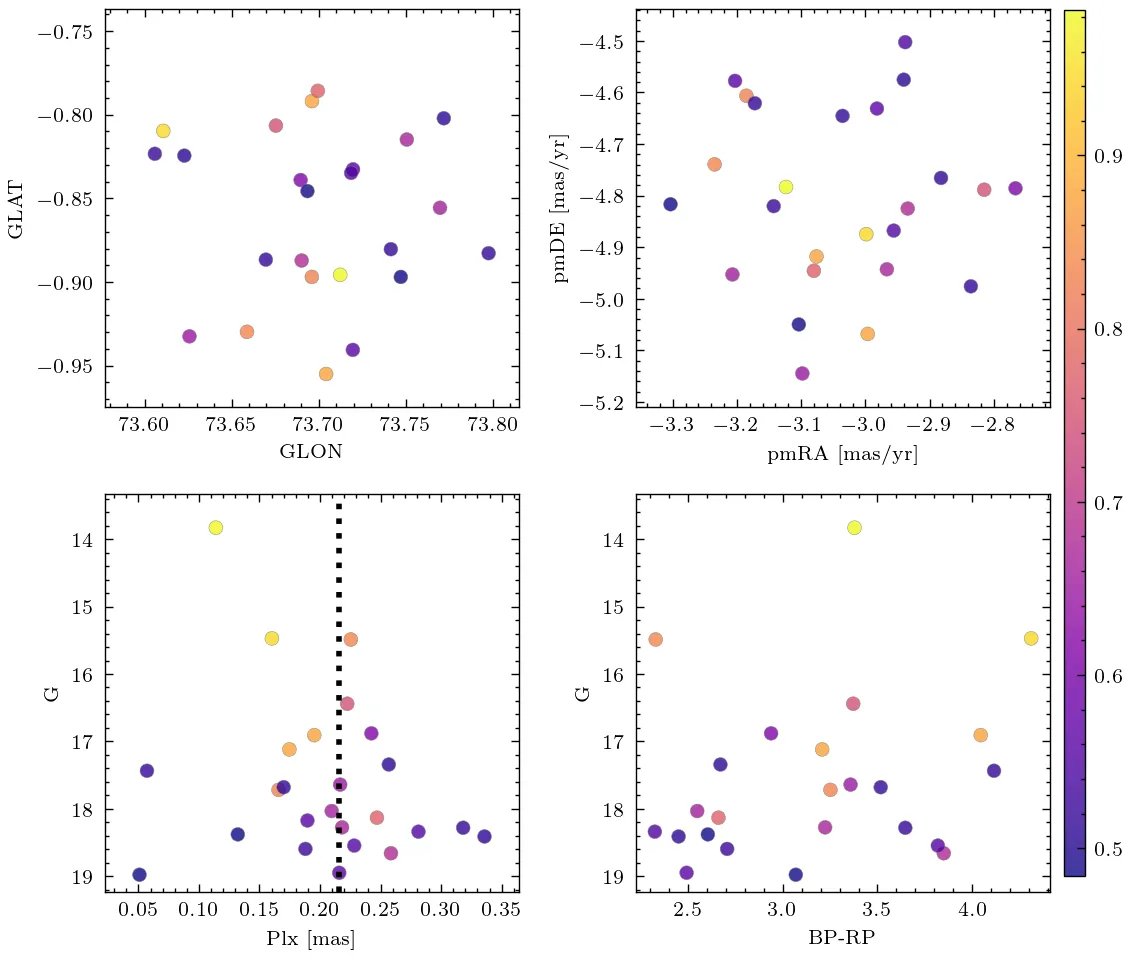 −0.75
−0.80
−0.85
−0.90
−0.95
GLAT
73.60 73.65 73.70 73.75 73.80
GLON
−4.5
−4.6
−4.7
−4.8
−4.9
−5.0
−5.1
−5.2
pmDE [mas/yr]
−3.3 −3.2 −3.1 −3.0 −2.9 −2.8
pmRA [mas/yr]
14
15
16
17
18
19
G
0.05 0.10 0.15 0.20 0.25 0.30 0.35
Plx [mas]
14
15
16
17
18
19
G
2.5 3.0 3.5 4.0
BP-RP
0.9
0.8
0.7
0.6
0.5